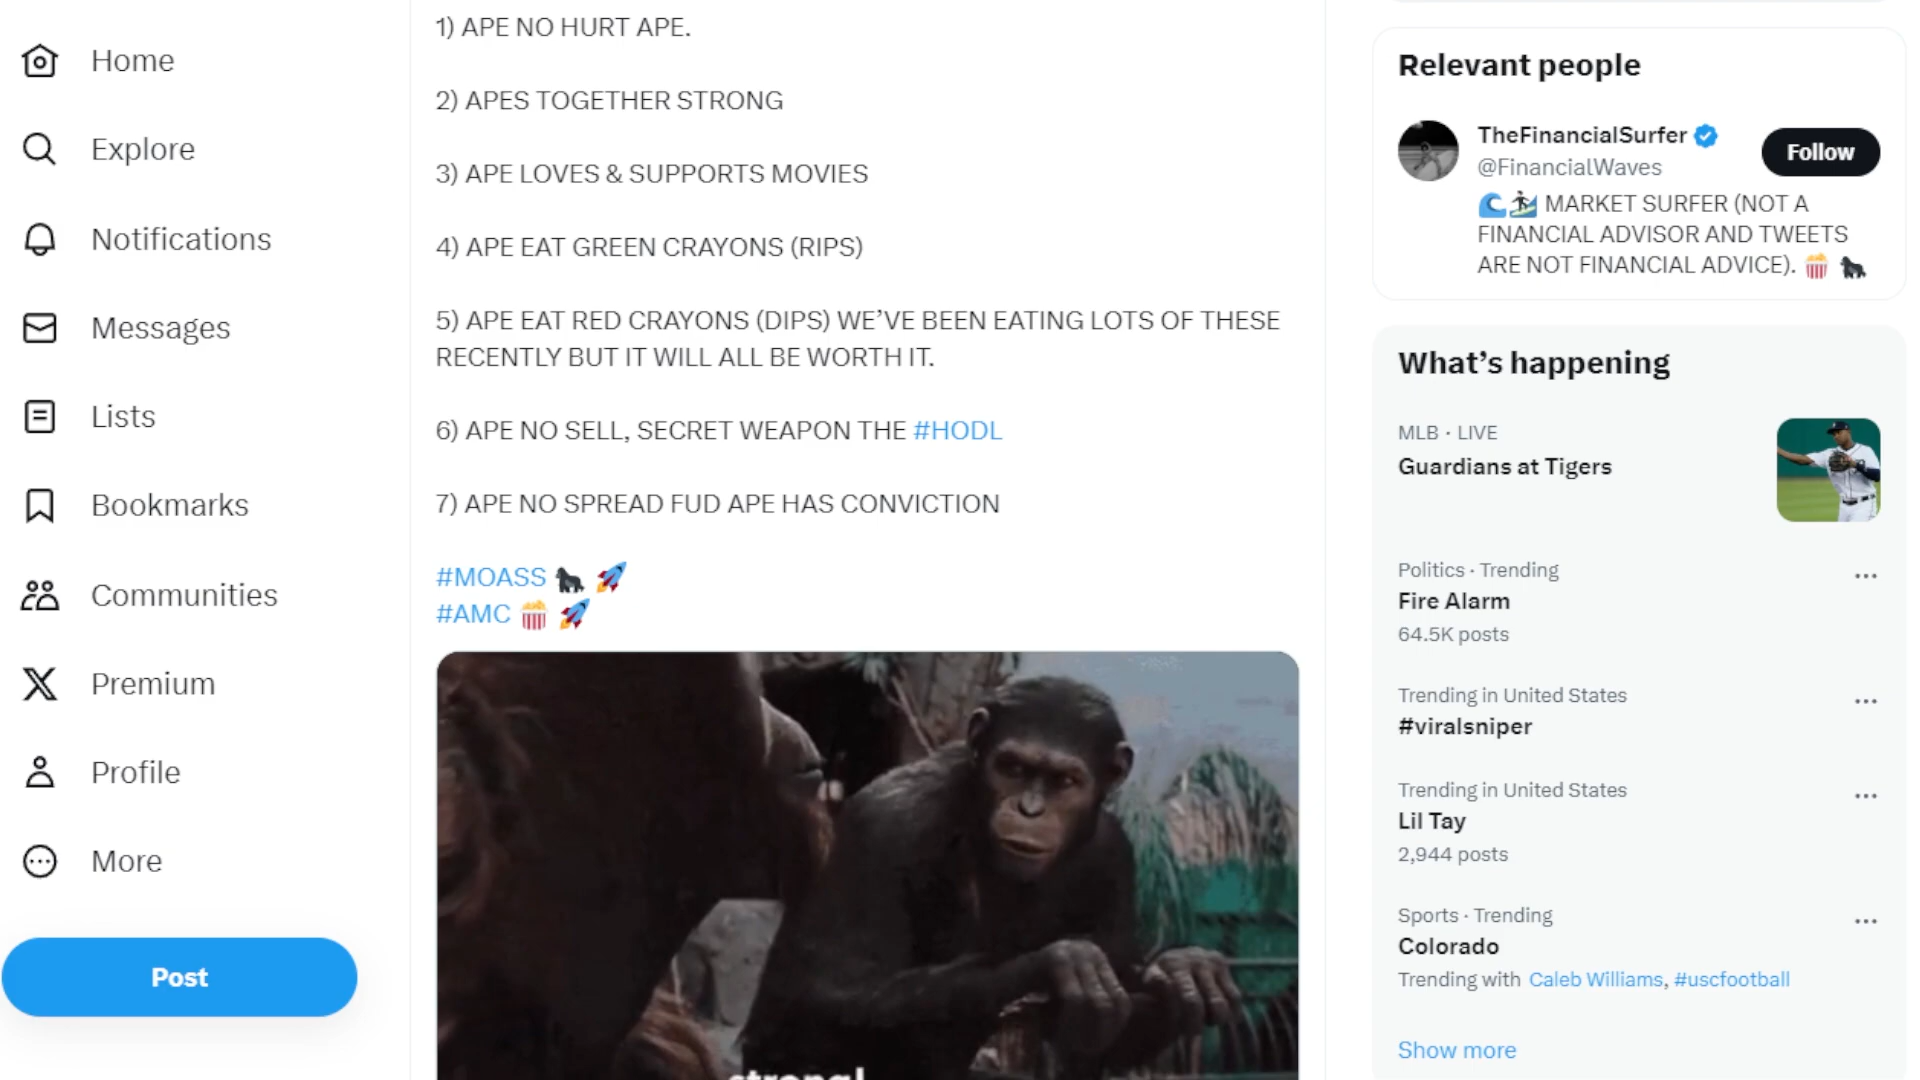 Home
Explore
Notifications
Messages
Lists
Bookmarks
Communities
Premium
Profile
More
Post
1) APE NO HURT APE.
2) APES TOGETHER STRONG
3) APE LOVES & SUPPORTS MOVIES
4) APE EAT GREEN CRAYONS (RIPS)
5) APE EAT RED CRAYONS (DIPS) WE’VE BEEN EATING LOTS OF THESE
RECENTLY BUT IT WILL ALL BE WORTH IT.
6) APE NO SELL, SECRET WEAPON THE #HODL
7) APE NO SPREAD FUD APE HAS CONVICTION
#MOASS 🦍 🚀
#AMC 🍿 🚀
strong!
Relevant people
TheFinancialSurfer
@FinancialWaves
Follow
🌊🏄 MARKET SURFER (NOT A
FINANCIAL ADVISOR AND TWEETS
ARE NOT FINANCIAL ADVICE). 🍿 🦍
What’s happening
MLB · LIVE
Guardians at Tigers
Politics · Trending
Fire Alarm
64.5K posts
Trending in United States
#viralsniper
Trending in United States
Lil Tay
2,944 posts
Sports · Trending
Colorado
Trending with Caleb Williams, #uscfootball
Show more